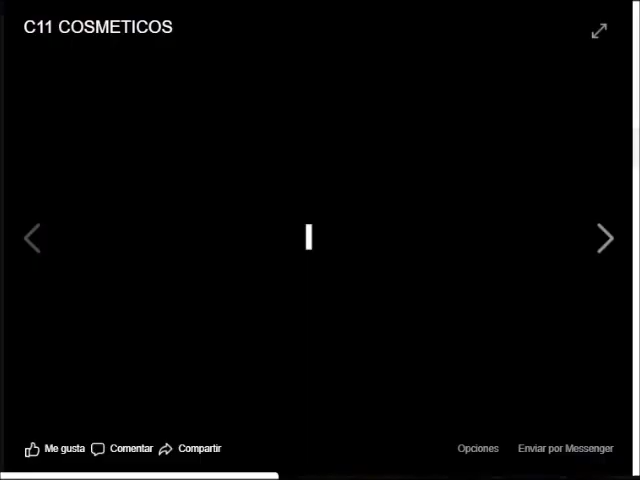 C11 COSMETICOS
Me gusta Comentar Compartir Opciones Enviar por Messenger